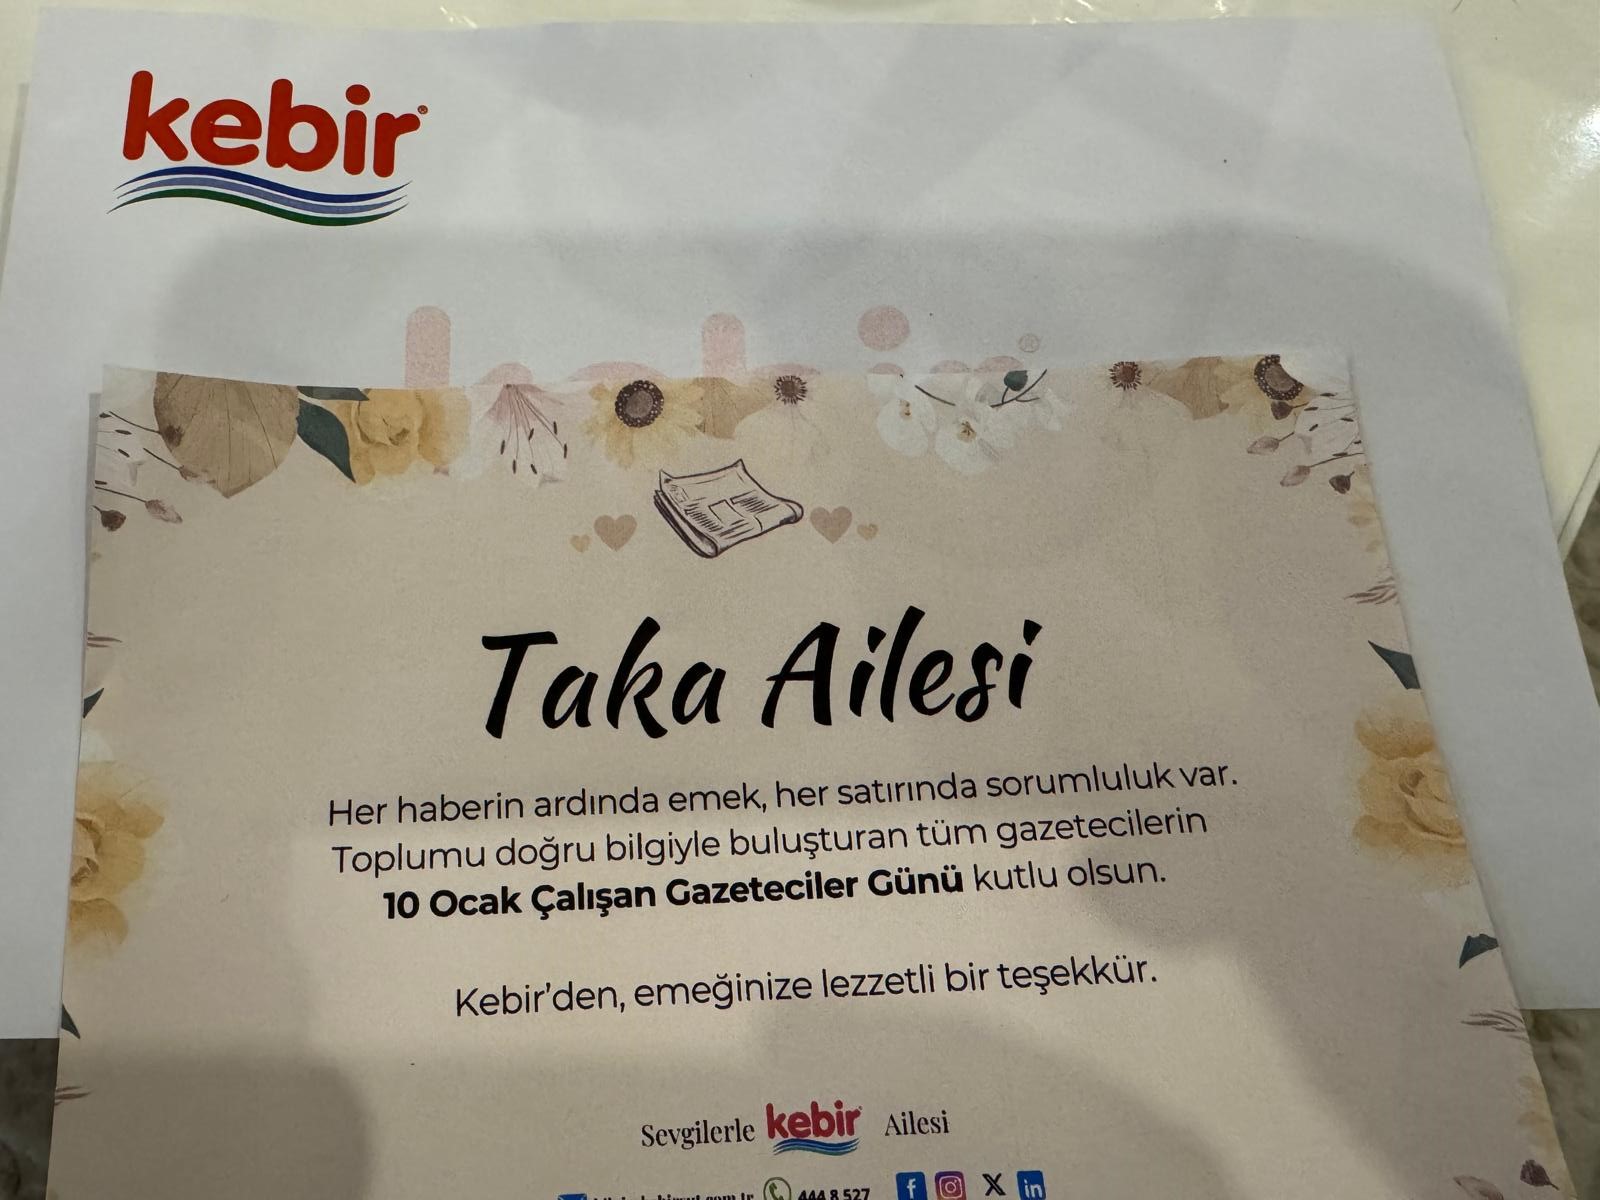 kebir
Taka Ailesi
Her haberin ardında emek, her satırında sorumluluk var.
Toplumu doğru bilgiyle buluşturan tüm gazetecilerin
10 Ocak Çalışan Gazeteciler Günü kutlu olsun.
Kebir'den, emeğinize lezzetli bir teşekkür.
Sevgilerle kebir Ailesi
444 8 527